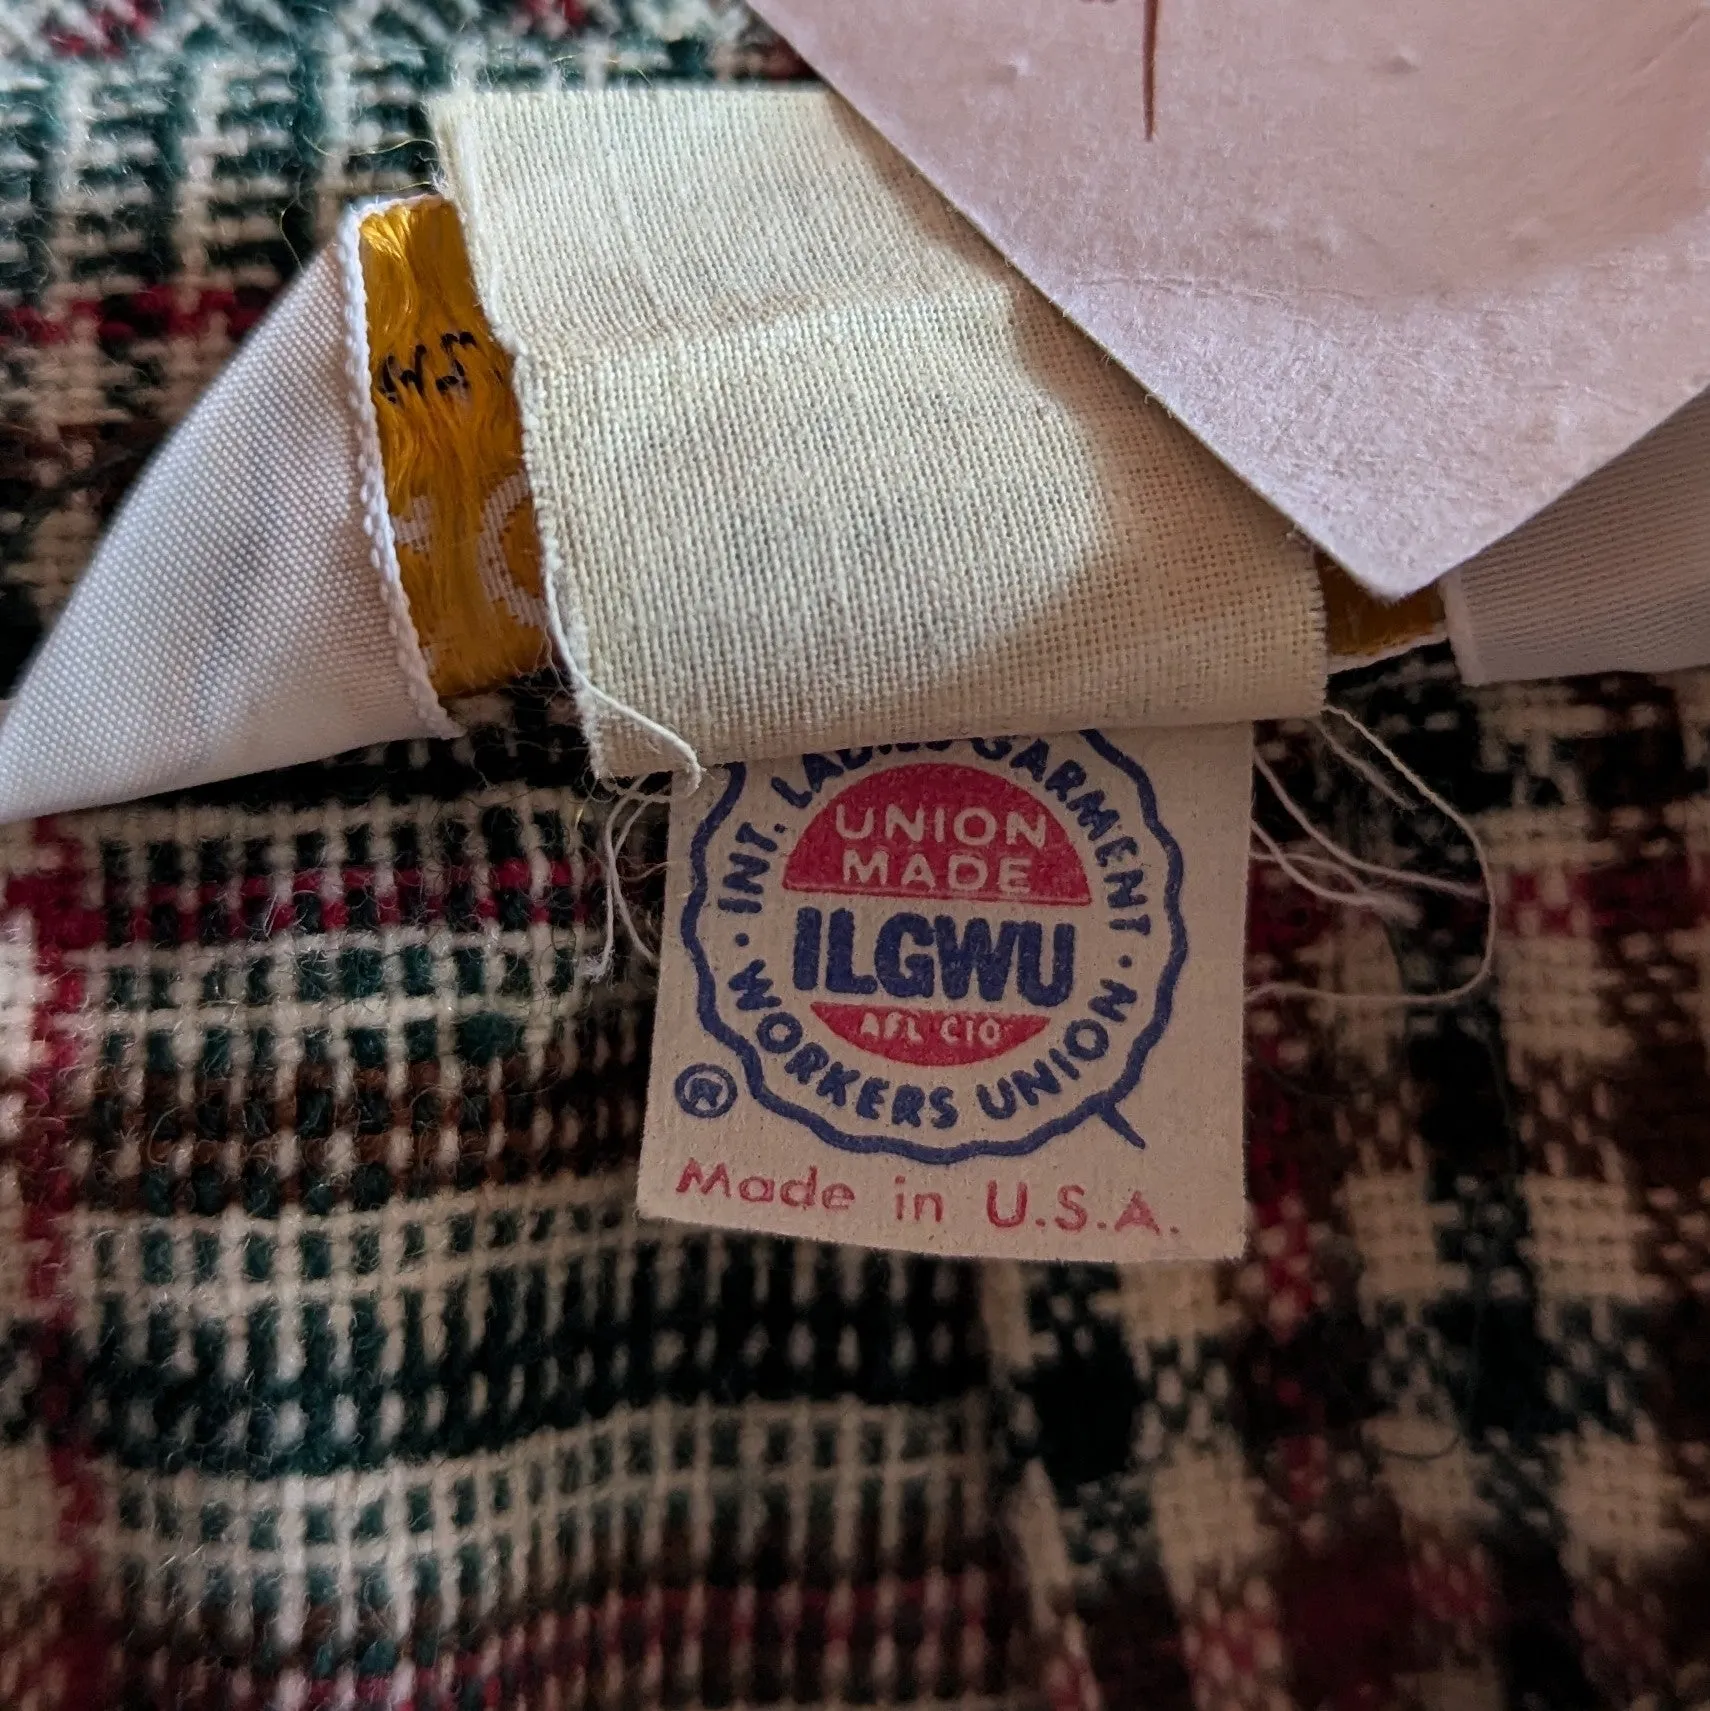 INT. LADIES GARMENT
UNION
MADE
ILGWU
AFL CIO
· WORKERS UNION ·
®
Made in U.S.A.